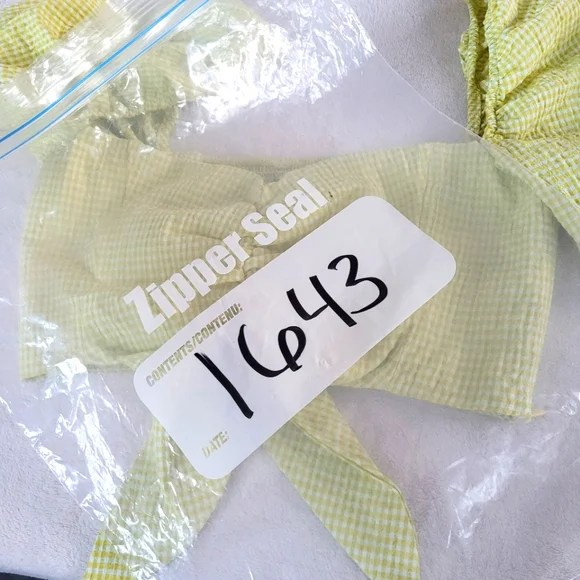 Zipper Seal
CONTENTS/CONTENU:
1643
DATE: